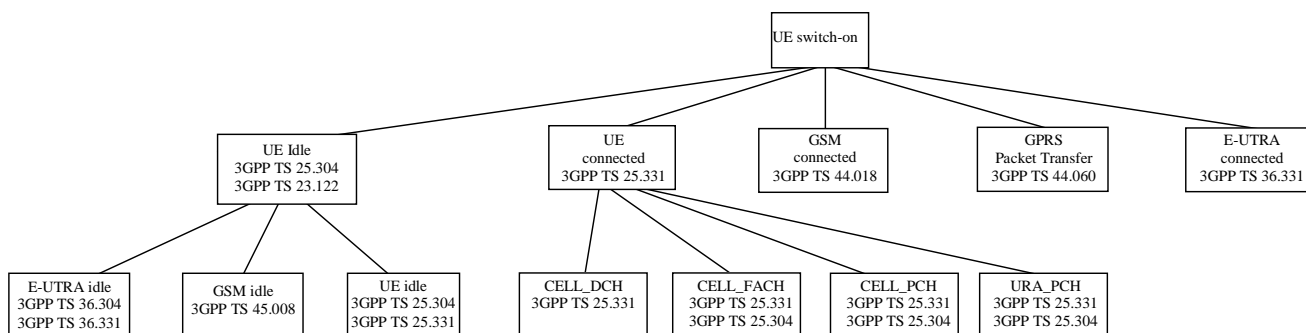 UE switch-on
UE Idle
3GPP TS 25.304
3GPP TS 23.122
UE
connected
3GPP TS 25.331
GSM
connected
3GPP TS 44.018
GPRS
Packet Transfer
3GPP TS 44.060
E-UTRA
connected
3GPP TS 36.331
E-UTRA idle
3GPP TS 36.304
3GPP TS 36.331
GSM idle
3GPP TS 45.008
UE idle
3GPP TS 25.304
3GPP TS 25.331
CELL_DCH
3GPP TS 25.331
CELL_FACH
3GPP TS 25.331
3GPP TS 25.304
CELL_PCH
3GPP TS 25.331
3GPP TS 25.304
URA_PCH
3GPP TS 25.331
3GPP TS 25.304